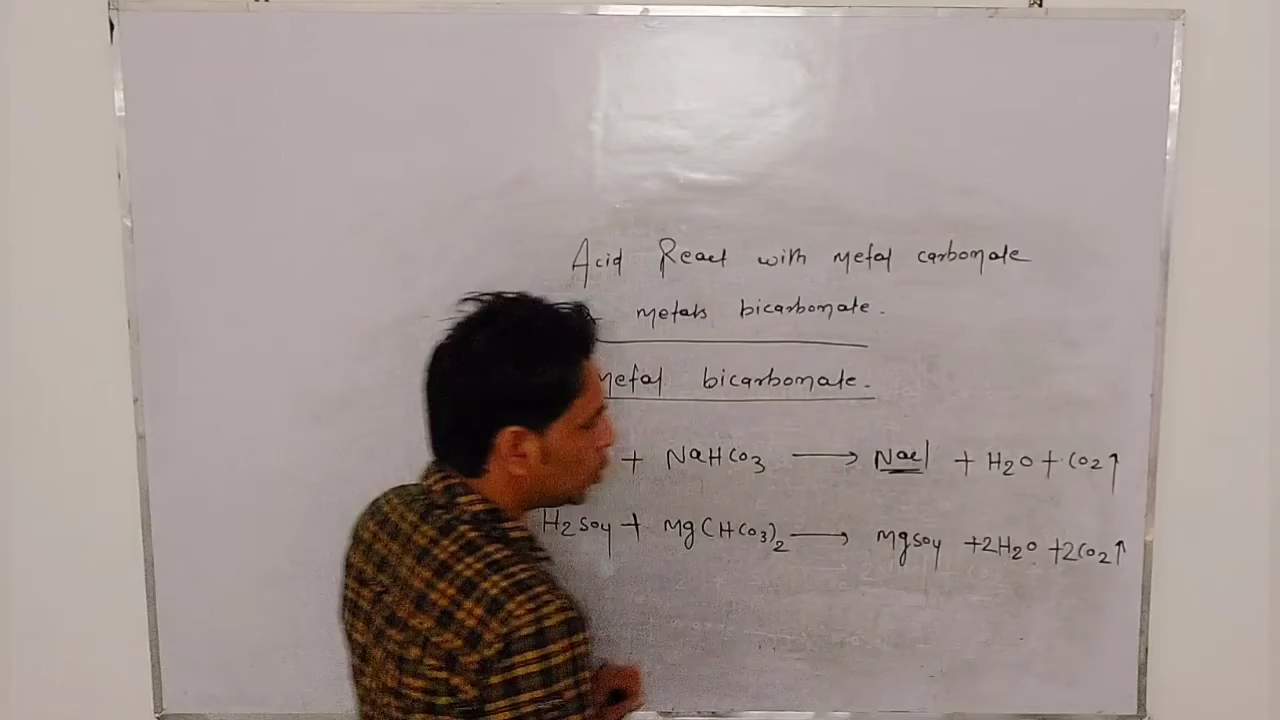 Acid React with metal carbonate
metals bicarbonate.
metal bicarbonate.
+ NaHCO3 → NaCl + H2O + CO2↑
H2SO4 + Mg(HCO3)2 → MgSO4 +2H2O +2CO2↑